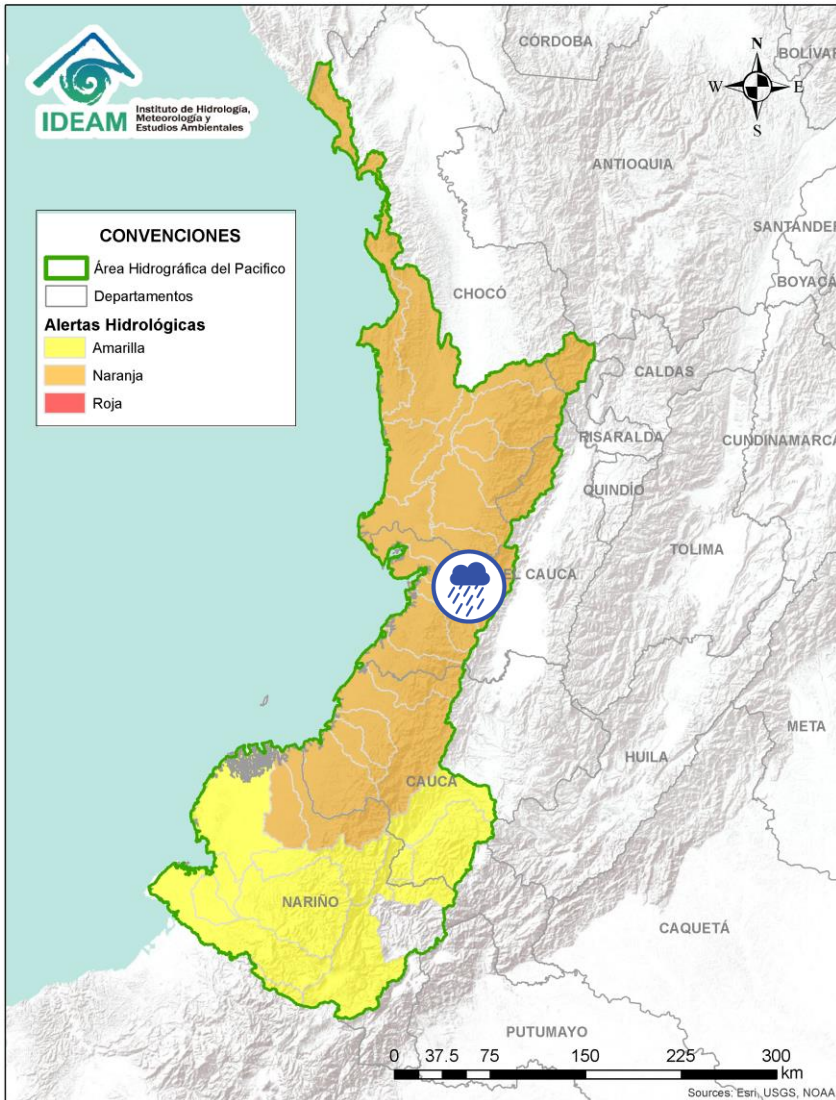 IDEAM
Instituto de Hidrología,
Meteorología y
Estudios Ambientales
CÓRDOBA
BOLÍVAR
N
W
E
S
ANTIOQUIA
SANTANDER
BOYACÁ
CONVENCIONES
Área Hidrográfica del Pacifico
Departamentos
Alertas Hidrológicas
Amarilla
Naranja
Roja
CHOCÓ
CALDAS
RISARALDA
CUNDINAMARCA
QUINDÍO
TOLIMA
EL CAUCA
META
HUILA
CAUCA
NARIÑO
CAQUETÁ
PUTUMAYO
0 37.5 75 150 225 300
km
Sources: Esri, USGS, NOAA